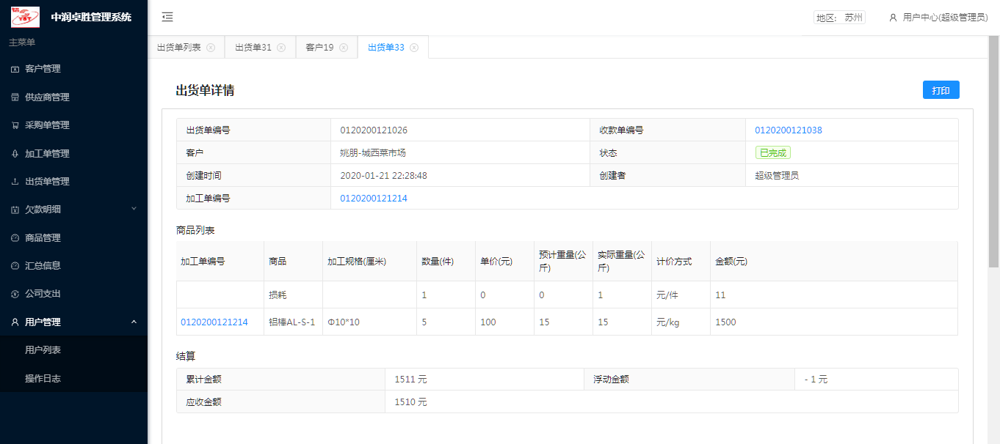 中润卓胜管理系统
地区: 苏州
用户中心(超级管理员)
主菜单
客户管理
供应商管理
采购单管理
加工单管理
出货单管理
欠款明细
商品管理
汇总信息
公司支出
用户管理
用户列表
操作日志
出货单列表 出货单31 客户19 出货单33
出货单详情
打印
出货单编号 0120200121026 收款单编号 0120200121038
客户 姚朋-城西菜市场 状态 已完成
创建时间 2020-01-21 22:28:48 创建者 超级管理员
加工单编号 0120200121214
商品列表
加工单编号 商品 加工规格(厘米) 数量(件) 单价(元) 预计重量(公斤) 实际重量(公斤) 计价方式 金额(元)
损耗 1 0 0 1 元/件 11
0120200121214 铝棒AL-S-1 Φ10*10 5 100 15 15 元/kg 1500
结算
累计金额 1511 元 浮动金额 - 1 元
应收金额 1510 元